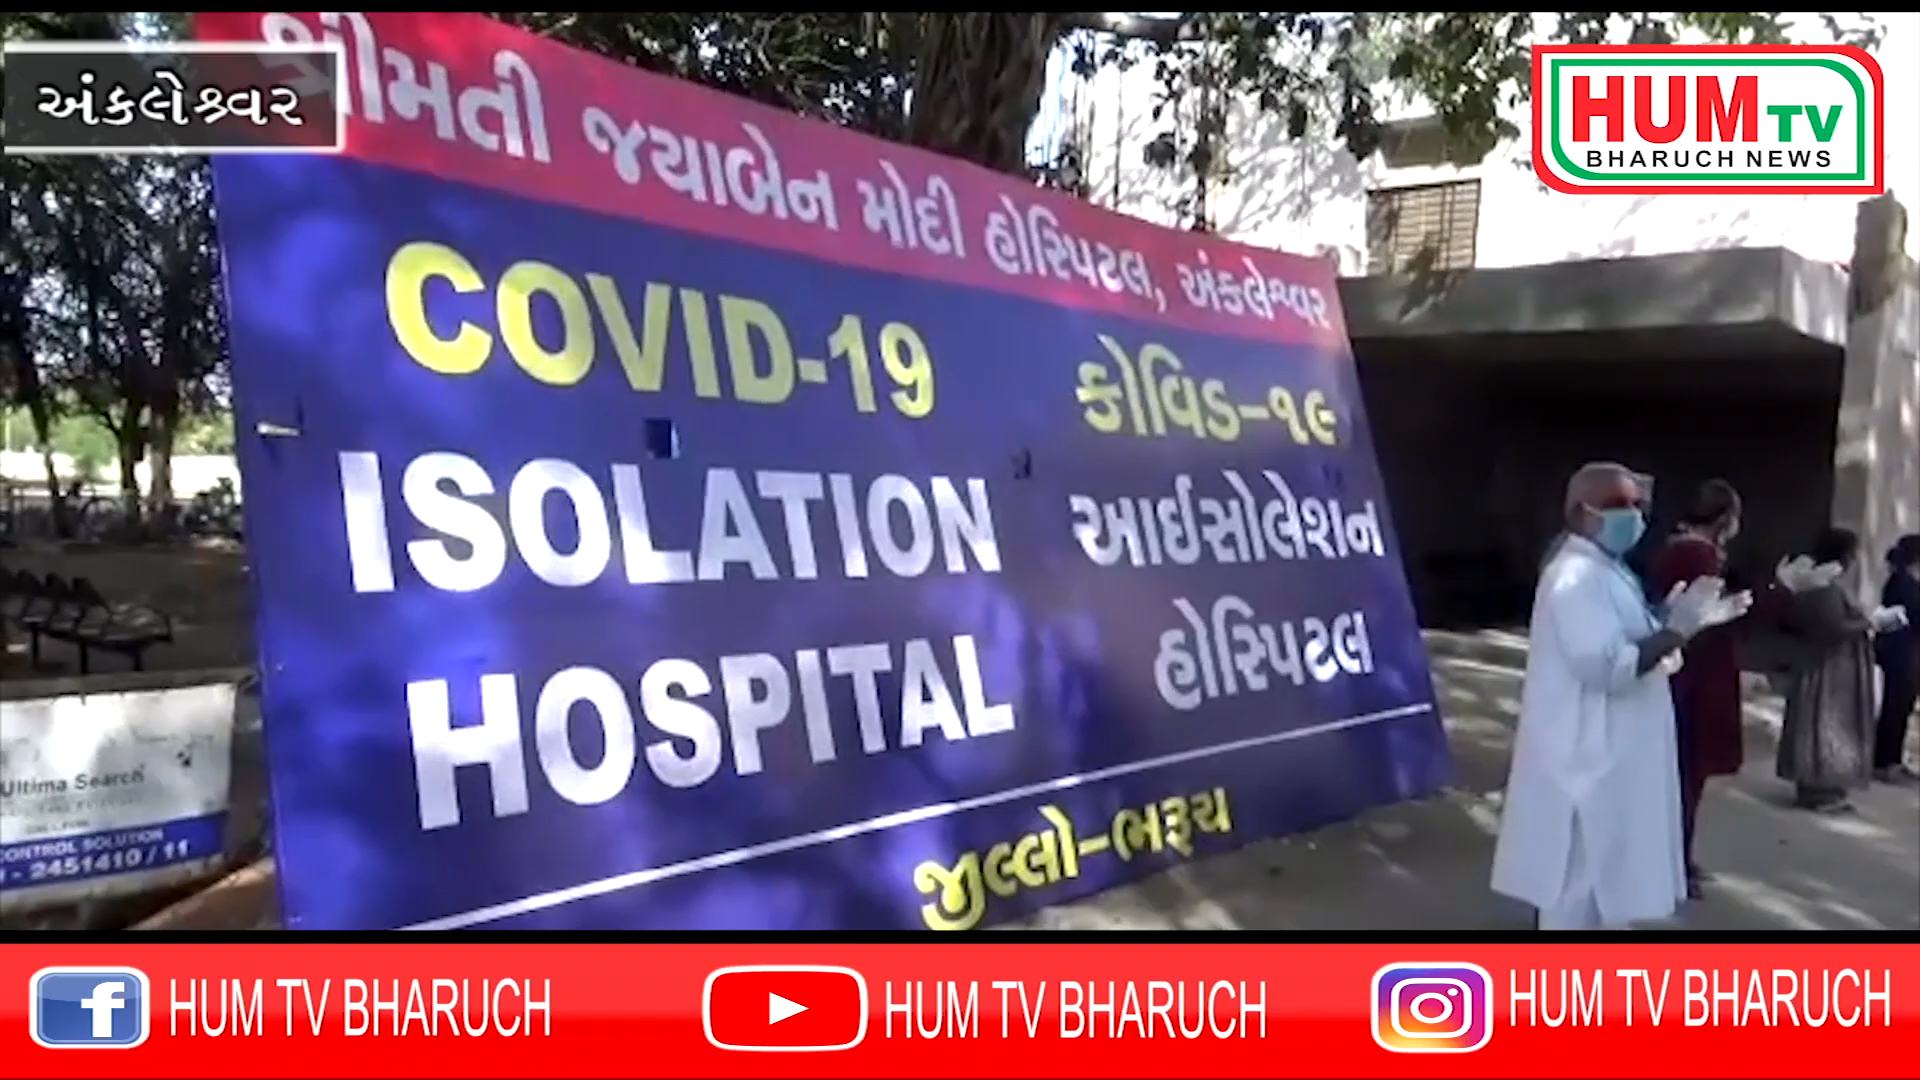 અંકલેશ્વર
HUM TV
BHARUCH NEWS
શ્રીમતી જયાબેન મોદી હોસ્પિટલ, અંકલેશ્વર
COVID-19
ISOLATION
HOSPITAL
કોવિડ-૧૯
આઈસોલેશન
હોસ્પિટલ
જીલ્લો-ભરૂચ
Ultima Search
CONTROL SOLUTION
- 2451410 / 11
HUM TV BHARUCH
HUM TV BHARUCH
HUM TV BHARUCH